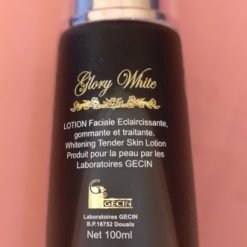 Glory White
LOTION Faciale Eclaircissante,
gommante et traitante.
Whitening Tender Skin Lotion
Produit pour la peau par les
Laboratoires GECIN
GECIN
Laboratoires GECIN
B.P.18752 Douala
Net 100ml